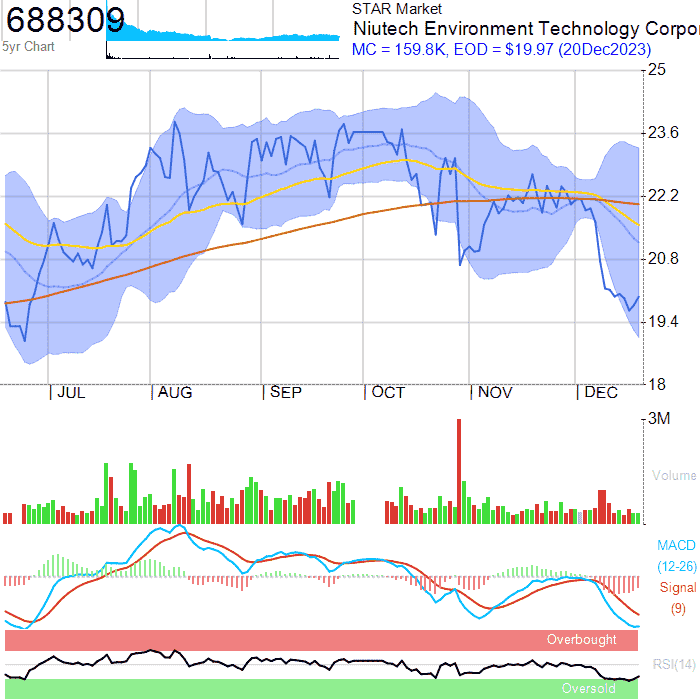 688309
5yr Chart
STAR Market
Niutech Environment Technology Corpor
MC = 159.8K, EOD = $19.97 (20Dec2023)
25
23.6
22.2
20.8
19.4
18
JUL AUG SEP OCT NOV DEC
3M
Volume
MACD
(12-26)
Signal
(9)
Overbought
RSI(14)
Oversold